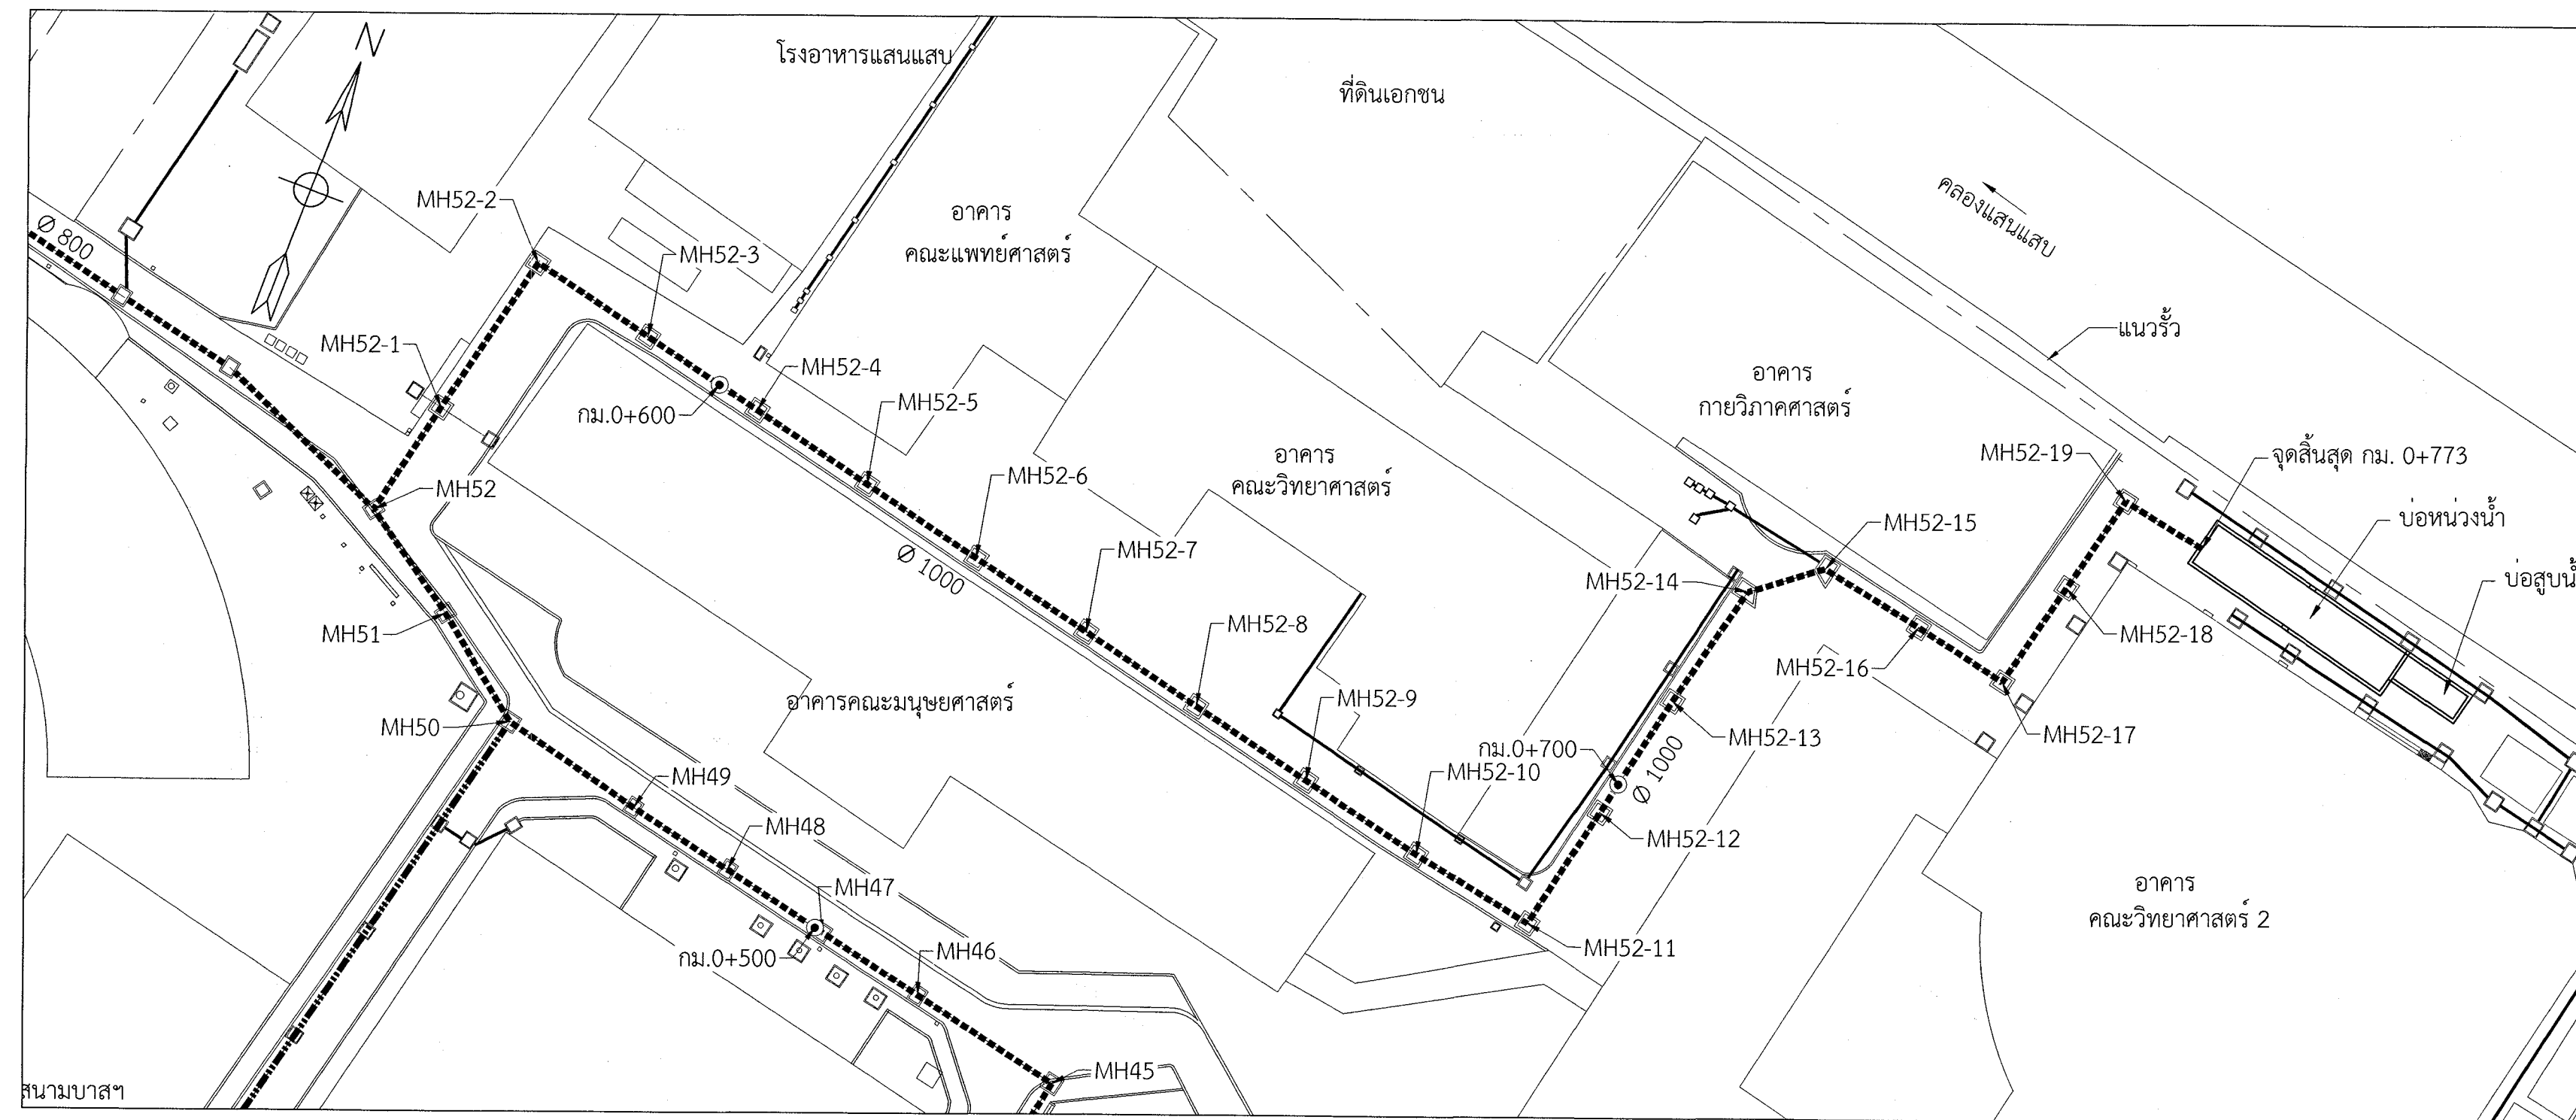 N
โรงอาหารแสนแสบ
ที่ดินเอกชน
Ø 800
MH52-2
MH52-3
อาคาร
คณะแพทย์ศาสตร์
คลองแสนแสบ
แนวรั้ว
MH52-1
MH52-4
กม.0+600
MH52-5
MH52-6
อาคาร
คณะวิทยาศาสตร์
อาคาร
กายวิภาคศาสตร์
MH52-19
จุดสิ้นสุด กม. 0+773
บ่อหน่วงน้ำ
MH52
MH52-7
Ø 1000
MH52-15
MH52-14
บ่อสูบน้
MH51
MH52-8
MH52-18
MH52-16
อาคารคณะมนุษยศาสตร์
MH52-9
MH50
กม.0+700
MH52-13
MH52-17
MH49
MH52-10
Ø 1000
MH48
MH52-12
MH47
อาคาร
คณะวิทยาศาสตร์ 2
กม.0+500
MH46
MH52-11
MH45
สนามบาสฯ